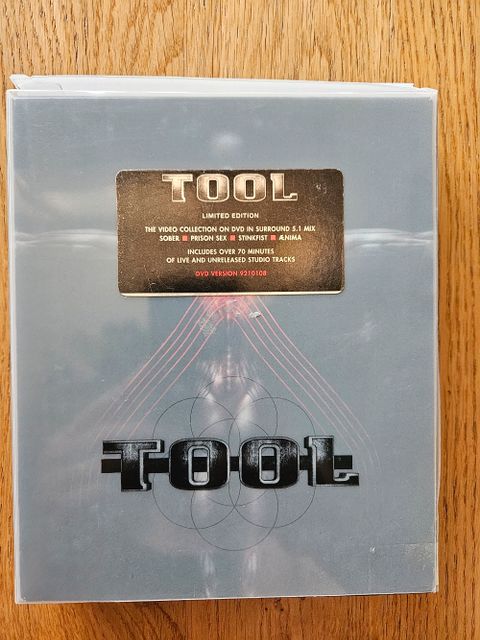 TOOL
LIMITED EDITION
THE VIDEO COLLECTION ON DVD IN SURROUND 5.1 MIX
SOBER ■ PRISON SEX ■ STINKFIST ■ ÆNIMA
INCLUDES OVER 70 MINUTES
OF LIVE AND UNRELEASED STUDIO TRACKS
DVD VERSION 9210108
TOOL